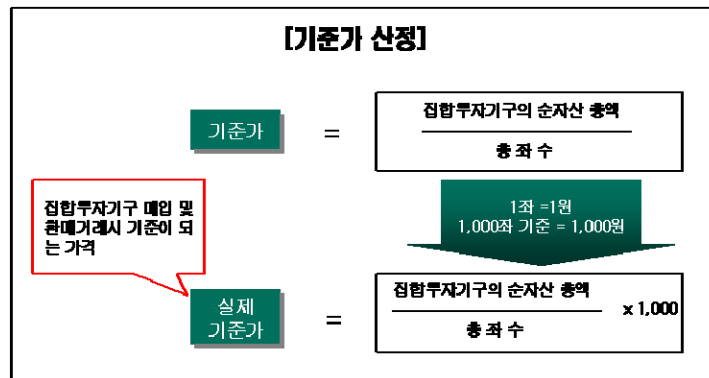 [기준가 산정]
기준가 = 집합투자기구의 순자산 총액
총 좌 수
1좌 =1원
1,000좌 기준 = 1,000원
집합투자기구 매입 및
환매거래시 기준이 되
는 가격
실제
기준가 = 집합투자기구의 순자산 총액
총 좌 수
x 1,000